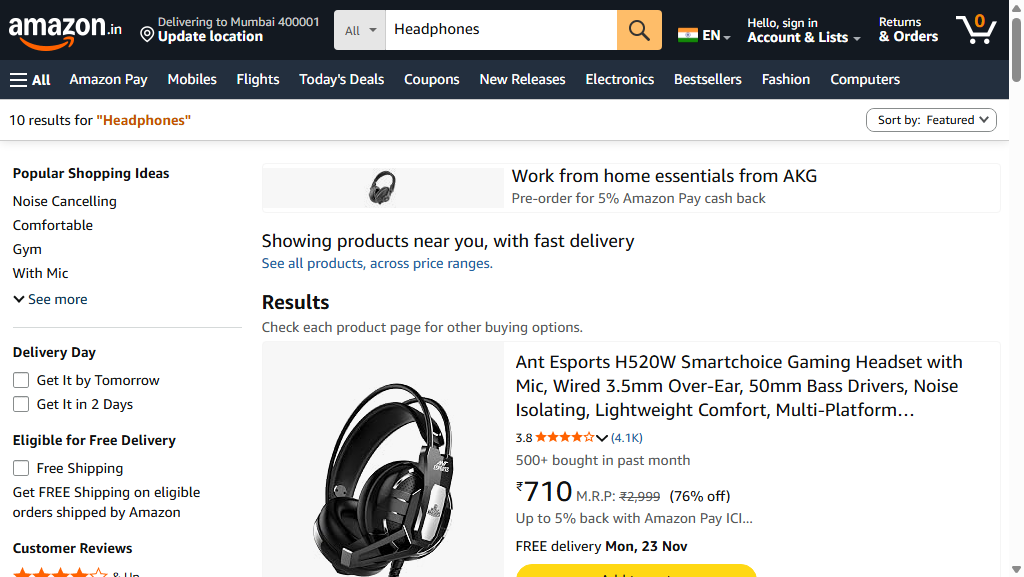 amazon.in
Delivering to Mumbai 400001
Update location
All
Headphones
EN
Hello, sign in
Account & Lists
Returns
& Orders
0
All
Amazon Pay
Mobiles
Flights
Today's Deals
Coupons
New Releases
Electronics
Bestsellers
Fashion
Computers
10 results for "Headphones"
Sort by: Featured
Popular Shopping Ideas
Noise Cancelling
Comfortable
Gym
With Mic
See more
Delivery Day
Get It by Tomorrow
Get It in 2 Days
Eligible for Free Delivery
Free Shipping
Get FREE Shipping on eligible
orders shipped by Amazon
Customer Reviews
& Up
Work from home essentials from AKG
Pre-order for 5% Amazon Pay cash back
Showing products near you, with fast delivery
See all products, across price ranges.
Results
Check each product page for other buying options.
ANT
ESPORTS
Ant Esports H520W Smartchoice Gaming Headset with
Mic, Wired 3.5mm Over-Ear, 50mm Bass Drivers, Noise
Isolating, Lightweight Comfort, Multi-Platform…
3.8 (4.1K)
500+ bought in past month
₹710 M.R.P: ₹2,999 (76% off)
Up to 5% back with Amazon Pay ICI…
FREE delivery Mon, 23 Nov